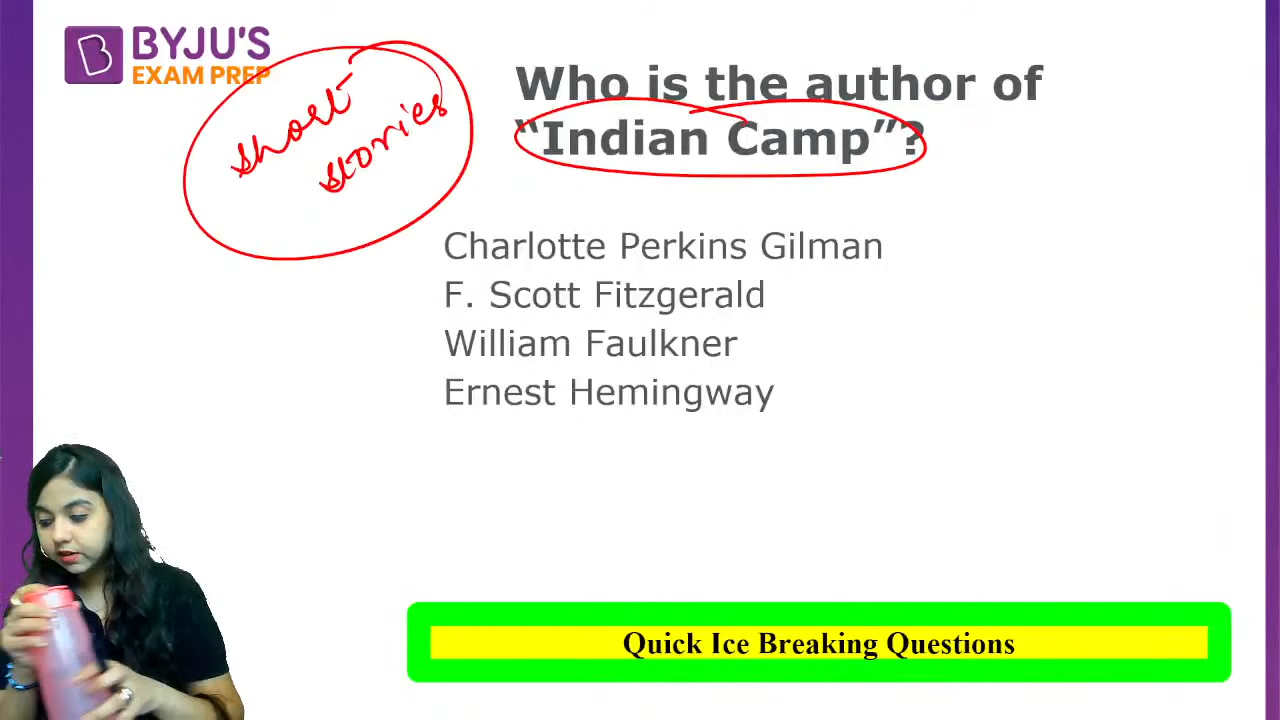 BYJU'S
EXAM PREP
short
stories
Who is the author of
“Indian Camp”?
Charlotte Perkins Gilman
F. Scott Fitzgerald
William Faulkner
Ernest Hemingway
Quick Ice Breaking Questions